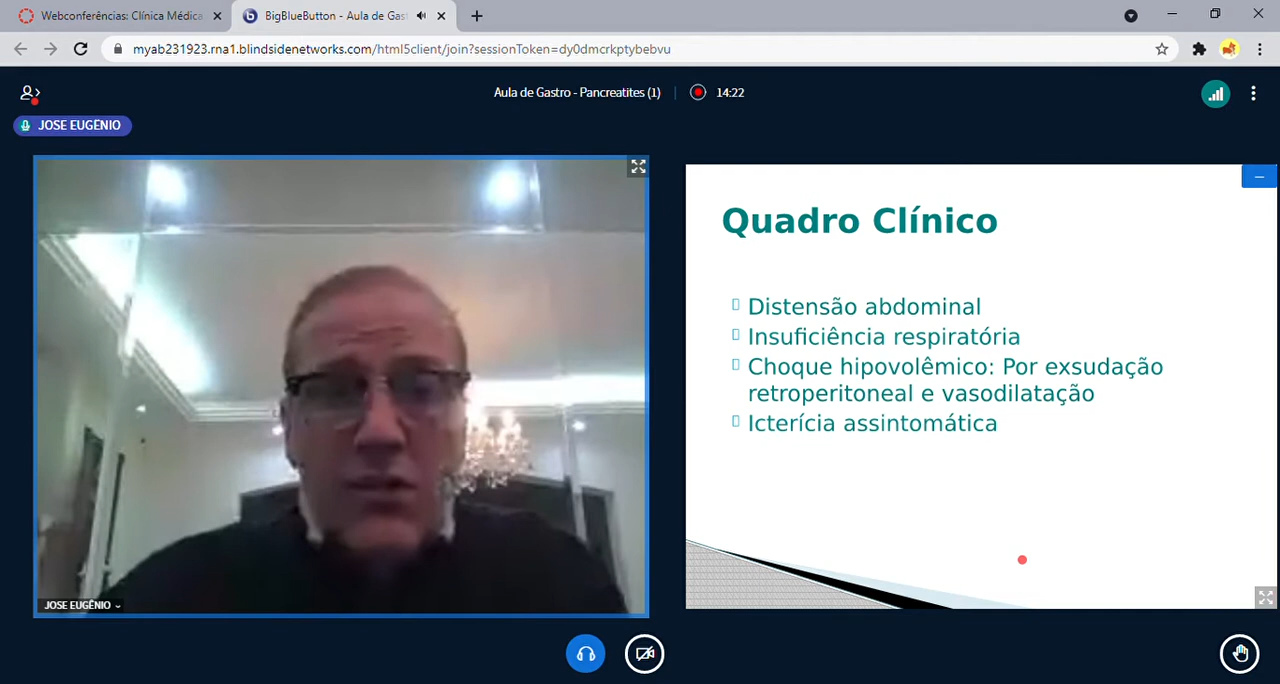 Webconferências: Clínica Médica
BigBlueButton - Aula de Gas
myab231923.rna1.blindsidenetworks.com/html5client/join?sessionToken=dy0dmcrkptybebvu
Aula de Gastro - Pancreatites (1)
14:22
JOSE EUGÊNIO
Quadro Clínico
Distensão abdominal
Insuficiência respiratória
Choque hipovolêmico: Por exsudação
retroperitoneal e vasodilatação
Icterícia assintomática
JOSE EUGÊNIO